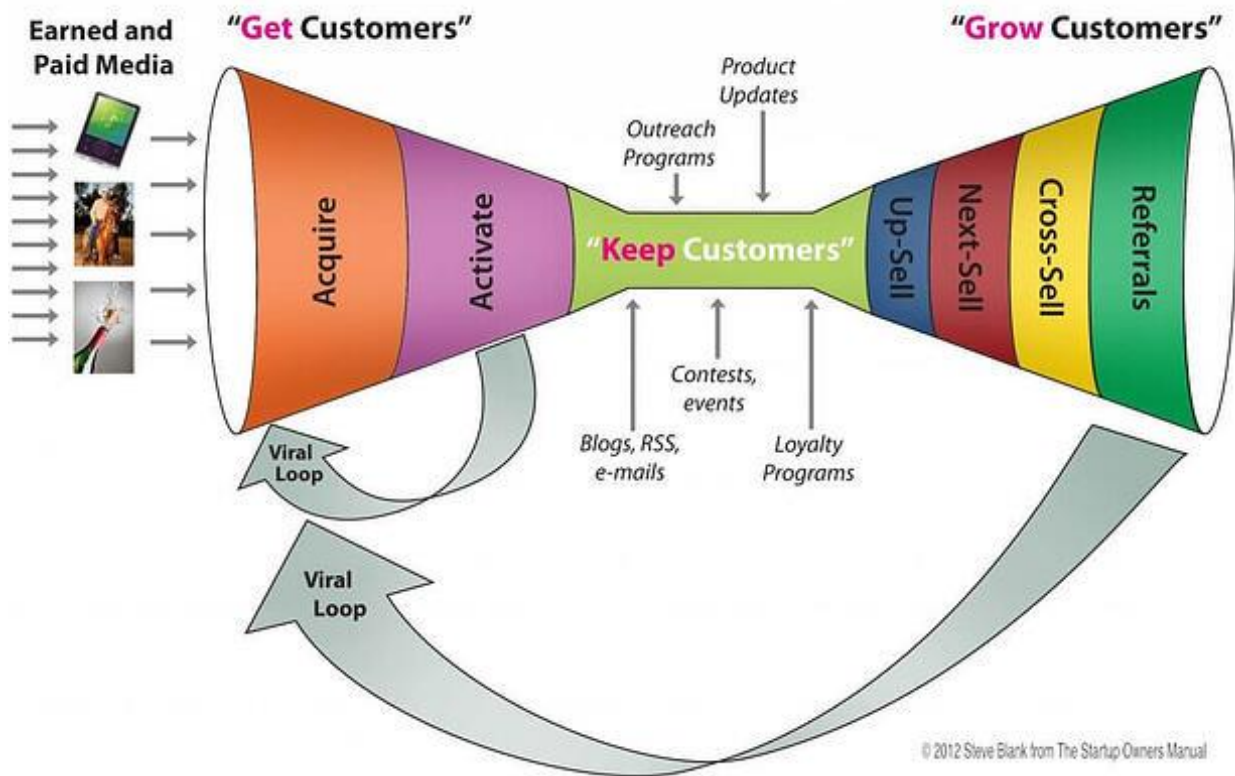 Earned and
Paid Media
"Get Customers"
"Grow Customers"
Product
Updates
Outreach
Programs
Acquire
Activate
"Keep Customers"
Up-Sell
Next-Sell
Cross-Sell
Referrals
Contests,
events
Blogs, RSS,
e-mails
Loyalty
Programs
Viral
Loop
Viral
Loop
© 2012 Steve Blank from The Startup Owners Manual